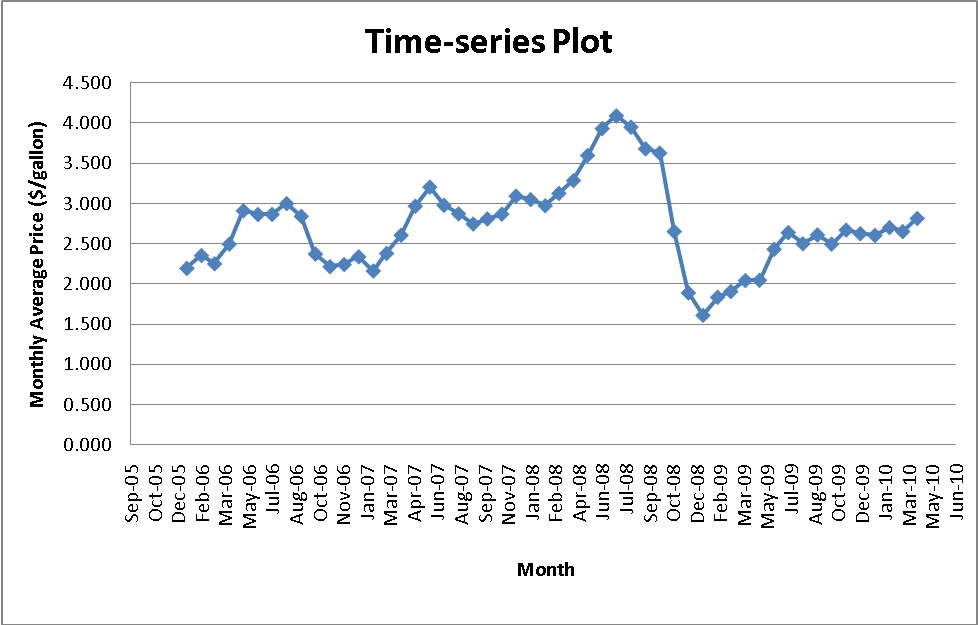 Time-series Plot
Monthly Average Price ($/gallon)
4.500
4.000
3.500
3.000
2.500
2.000
1.500
1.000
0.500
0.000
Sep-05
Oct-05
Dec-05
Feb-06
Mar-06
May-06
Jul-06
Aug-06
Oct-06
Nov-06
Jan-07
Mar-07
Apr-07
Jun-07
Aug-07
Sep-07
Nov-07
Jan-08
Feb-08
Apr-08
Jun-08
Jul-08
Sep-08
Oct-08
Dec-08
Feb-09
Mar-09
May-09
Jul-09
Aug-09
Oct-09
Dec-09
Jan-10
Mar-10
May-10
Jun-10
Month